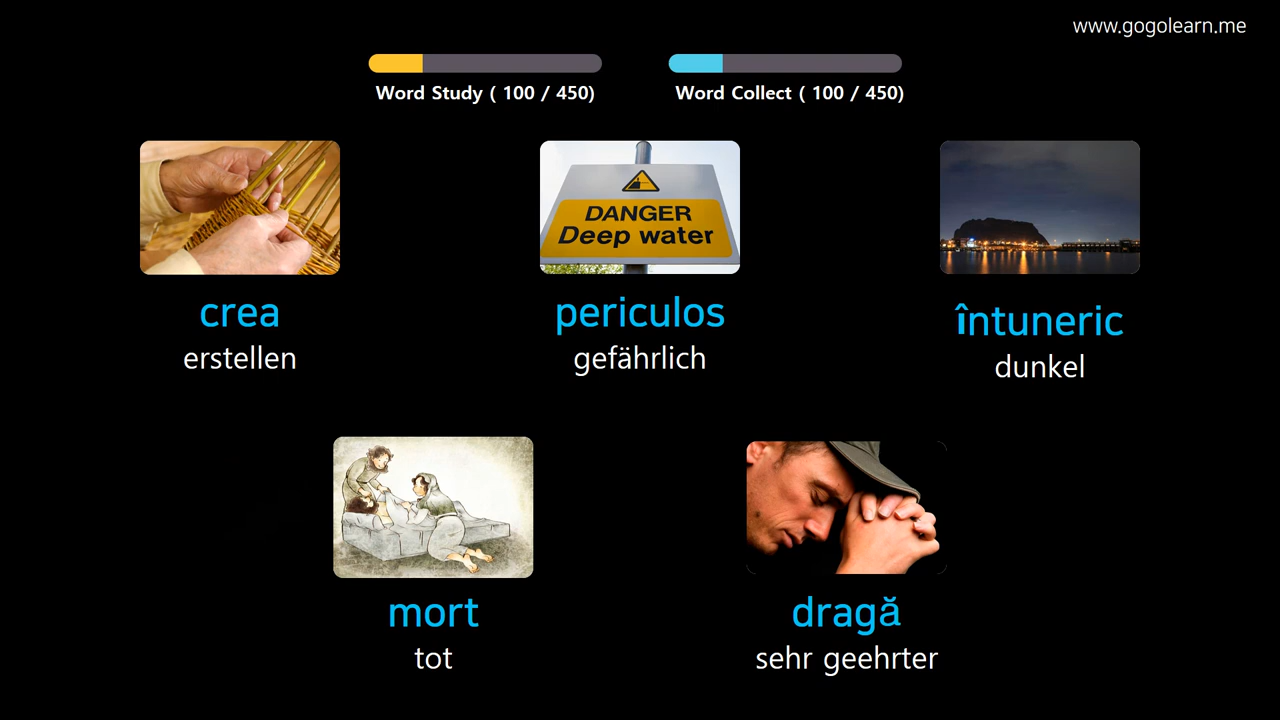 www.gogolearn.me
Word Study ( 100 / 450)
Word Collect ( 100 / 450)
DANGER
Deep water
crea
erstellen
periculos
gefährlich
întuneric
dunkel
mort
tot
dragă
sehr geehrter